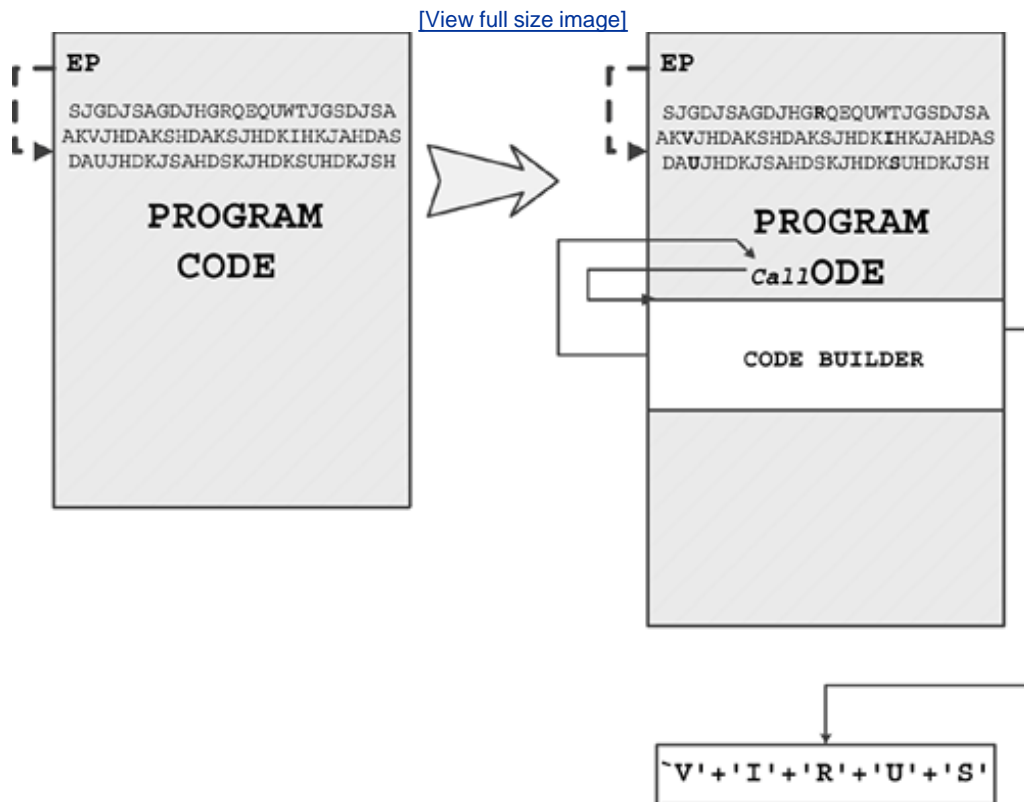 [View full size image]
EP
SJGDJSAGDJHGRQEQUWTJGSDJSA
AKVJHDAKSHDAKSJHDKIHKJAHDAS
DAUJHDKJSAHDSKJHDKSUHDKJSH
PROGRAM
CODE
EP
SJGDJSAGDJHGRQEQUWTJGSDJSA
AKVJHDAKSHDAKSJHDKIHKJAHDAS
DAUJHDKJSAHDSKJHDKSUHDKJSH
PROGRAM
CallODE
CODE BUILDER
`V'+'I'+'R'+'U'+'S'